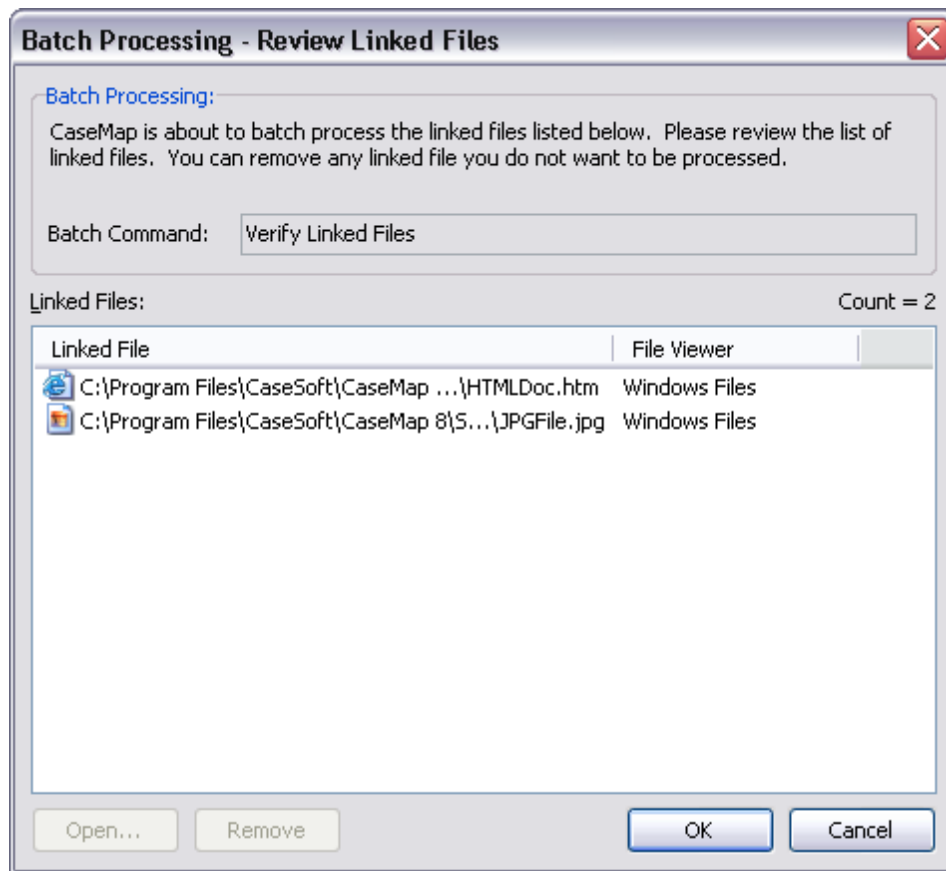 Batch Processing - Review Linked Files
Batch Processing:
CaseMap is about to batch process the linked files listed below. Please review the list of
linked files. You can remove any linked file you do not want to be processed.
Batch Command: Verify Linked Files
Linked Files: Count = 2
Linked File File Viewer
C:\Program Files\CaseSoft\CaseMap ...\HTMLDoc.htm Windows Files
C:\Program Files\CaseSoft\CaseMap 8\S...\JPGFile.jpg Windows Files
Open... Remove OK Cancel